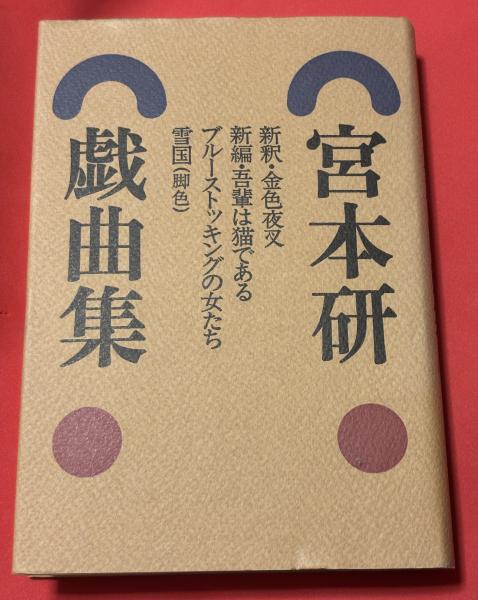 宮本研
新釈・金色夜叉
新編・吾輩は猫である
ブルーストッキングの女たち
雪国（脚色）
戯曲集